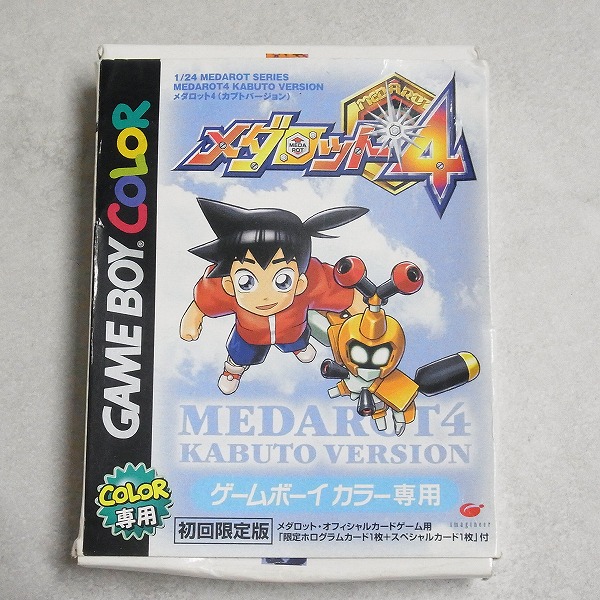 1/24 MEDAROT SERIES
MEDAROT4 KABUTO VERSION
メダロット4(カブトバージョン)
MEDAROT
メダロット4
MEDA
ROT
GAME BOY® COLOR
MEDAROT4
KABUTO VERSION
ゲームボーイ カラー専用
COLOR
専用
初回限定版
メダロット・オフィシャルカードゲーム用
「限定ホログラムカード1枚+スペシャルカード1枚」付
imagineer